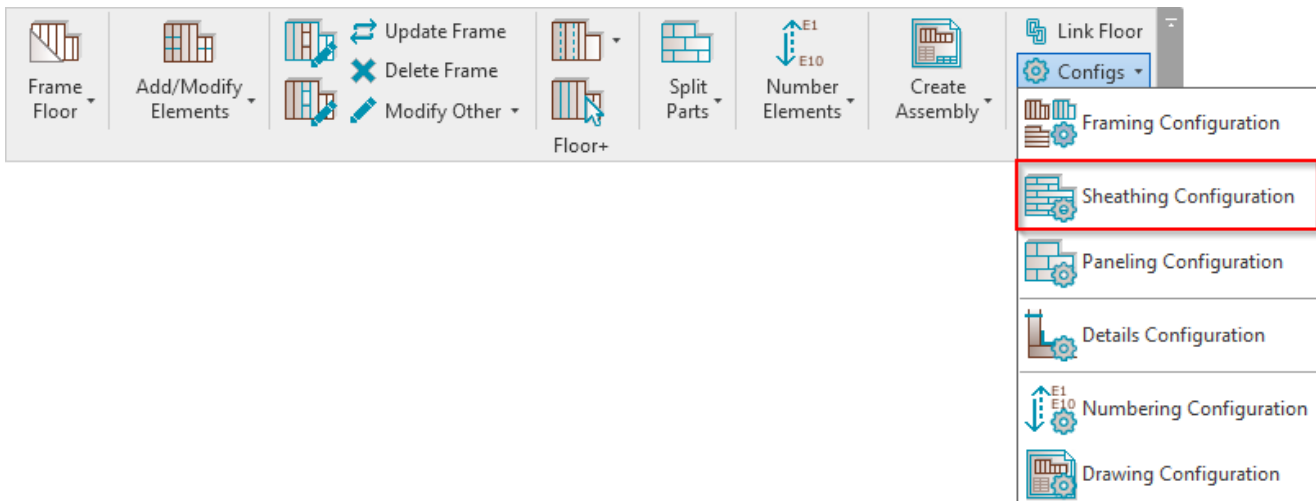 Frame
Floor
Add/Modify
Elements
Update Frame
Delete Frame
Modify Other
Split
Parts
E1
E10
Number
Elements
Create
Assembly
Link Floor
Configs
Floor+
Framing Configuration
Sheathing Configuration
Paneling Configuration
Details Configuration
E1
E10
Numbering Configuration
Drawing Configuration